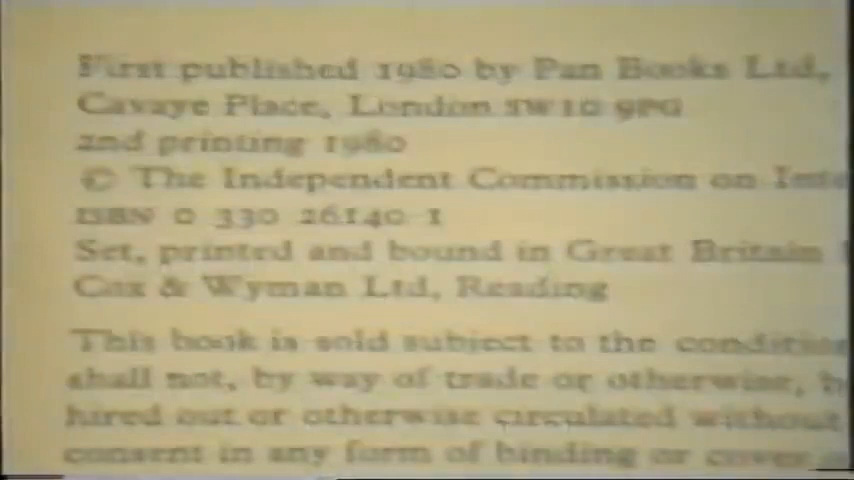 First published 1980 by Pan Books Ltd,
Cavaye Place, London SW10 9PG
2nd printing 1980
© The Independent Commission on Inte
ISBN 0 330 26140 1
Set, printed and bound in Great Britain
Cox & Wyman Ltd, Reading
This book is sold subject to the condition
shall not, by way of trade or otherwise, b
hired out or otherwise circulated without
consent in any form of binding or cover